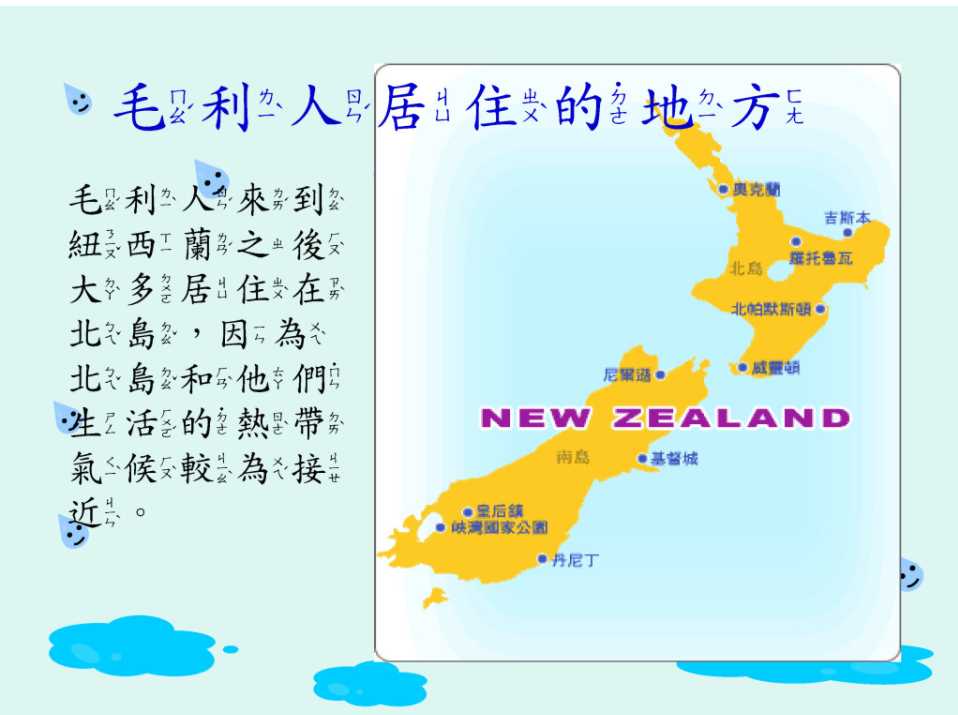 毛利人居住的地方
毛利人來到
紐西蘭之後
大多居住在
北島，因為
北島和他們
生活的熱帶
氣候較為接
近。
奧克蘭
吉斯本
羅托魯瓦
北島
北帕默斯頓
威靈頓
尼爾遜
NEW ZEALAND
南島
基督城
皇后鎮
峽灣國家公園
丹尼丁